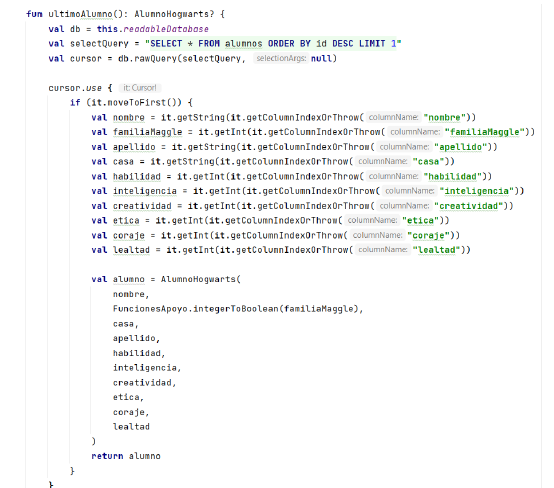 fun ultimoAlumno(): AlumnoHogwarts? {
val db = this.readableDatabase
val selectQuery = "SELECT * FROM alumnos ORDER BY id DESC LIMIT 1"
val cursor = db.rawQuery(selectQuery, selectionArgs: null)
cursor.use { it: Cursor!
if (it.moveToFirst()) {
val nombre = it.getString(it.getColumnIndexOrThrow( columnName: "nombre"))
val familiaMaggle = it.getInt(it.getColumnIndexOrThrow( columnName: "familiaMaggle"))
val apellido = it.getString(it.getColumnIndexOrThrow( columnName: "apellido"))
val casa = it.getString(it.getColumnIndexOrThrow( columnName: "casa"))
val habilidad = it.getInt(it.getColumnIndexOrThrow( columnName: "habilidad"))
val inteligencia = it.getInt(it.getColumnIndexOrThrow( columnName: "inteligencia"))
val creatividad = it.getInt(it.getColumnIndexOrThrow( columnName: "creatividad"))
val etica = it.getInt(it.getColumnIndexOrThrow( columnName: "etica"))
val coraje = it.getInt(it.getColumnIndexOrThrow( columnName: "coraje"))
val lealtad = it.getInt(it.getColumnIndexOrThrow( columnName: "lealtad"))
val alumno = AlumnoHogwarts(
nombre,
FuncionesApoyo.integerToBoolean(familiaMaggle),
casa,
apellido,
habilidad,
inteligencia,
creatividad,
etica,
coraje,
lealtad
)
return alumno
}
}